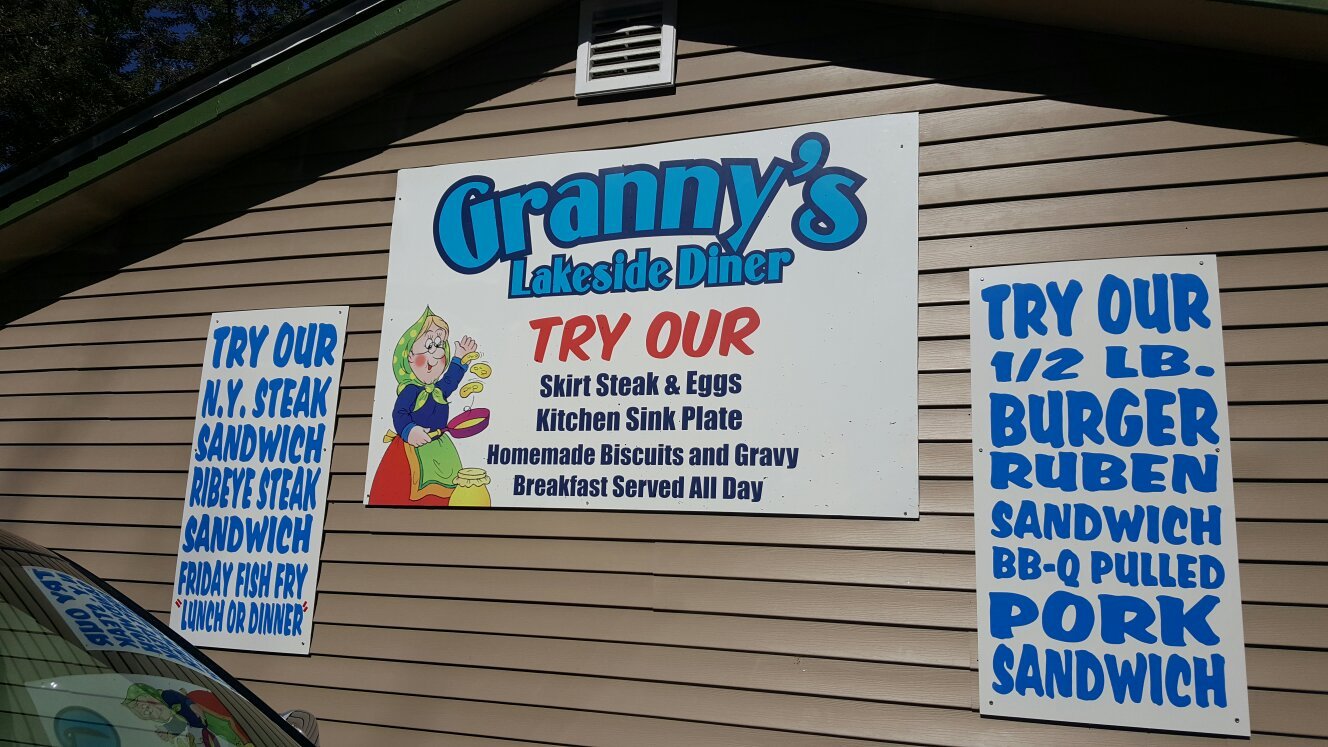 Granny's
Lakeside Diner
TRY OUR
Skirt Steak & Eggs
Kitchen Sink Plate
Homemade Biscuits and Gravy
Breakfast Served All Day
TRY OUR
N.Y. STEAK
SANDWICH
RIBEYE STEAK
SANDWICH
FRIDAY FISH FRY
"LUNCH OR DINNER"
TRY OUR
1/2 LB.
BURGER
RUBEN
SANDWICH
BB-Q PULLED
PORK
SANDWICH